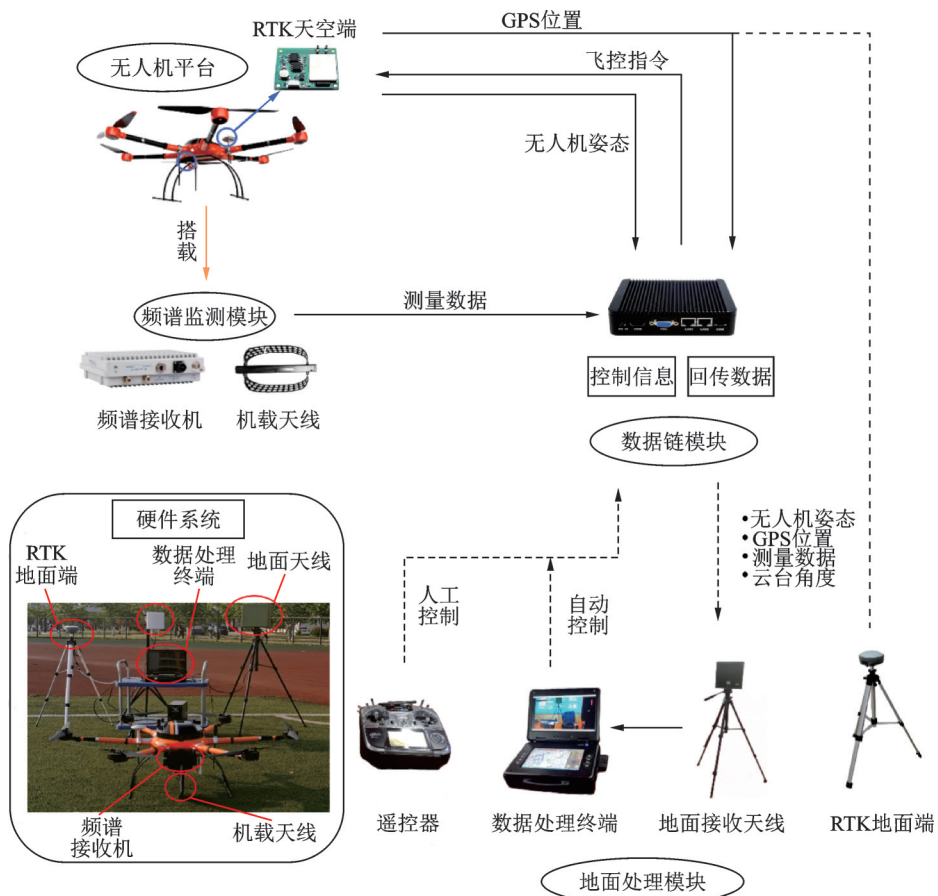 RTK天空端
GPS位置
无人机平台
飞控指令
无人机姿态
搭
载
频谱监测模块
测量数据
控制信息
回传数据
频谱接收机
机载天线
数据链模块
硬件系统
RTK
地面端
数据处理
终端
地面天线
•无人机姿态
•GPS位置
•测量数据
•云台角度
人工
控制
自动
控制
频谱
接收机
机载天线
遥控器
数据处理终端
地面接收天线
RTK地面端
地面处理模块